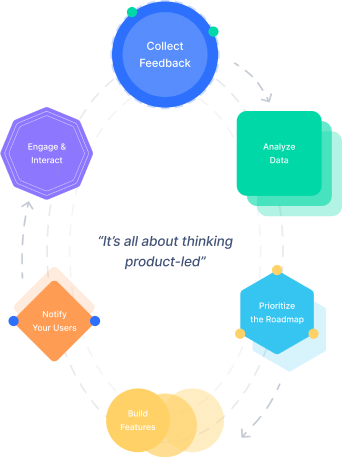 Collect
Feedback
Analyze
Data
Prioritize
the Roadmap
Build
Features
Notify
Your Users
Engage &
Interact
“It's all about thinking
product-led”